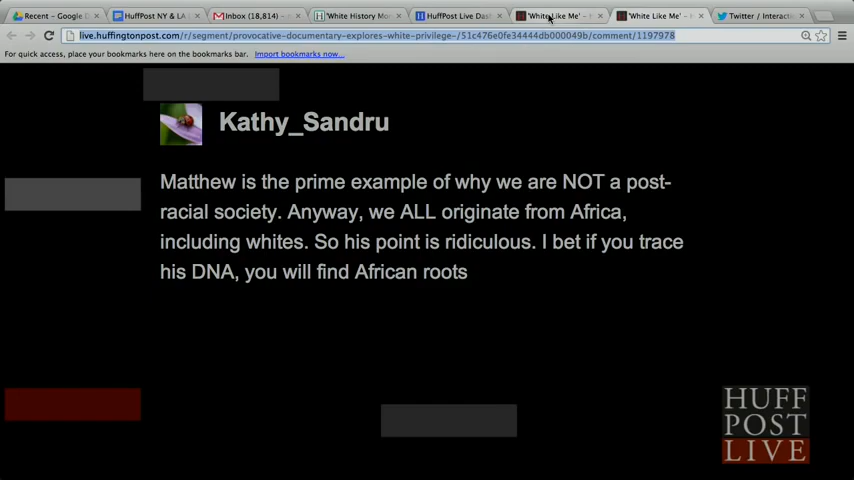 Recent - Google D
HuffPost NY & LA
Inbox (18,814) -
'White History Mo
HuffPost Live Das
'White Like Me' -
'White Like Me' -
Twitter / Interacti
live.huffingtonpost.com/r/segment/provocative-documentary-explores-white-privilege-/51c476e0fe34444db000049b/comment/1197978
For quick access, place your bookmarks here on the bookmarks bar. Import bookmarks now...
Kathy_Sandru
Matthew is the prime example of why we are NOT a post-
racial society. Anyway, we ALL originate from Africa,
including whites. So his point is ridiculous. I bet if you trace
his DNA, you will find African roots
HUFF
POST
LIVE